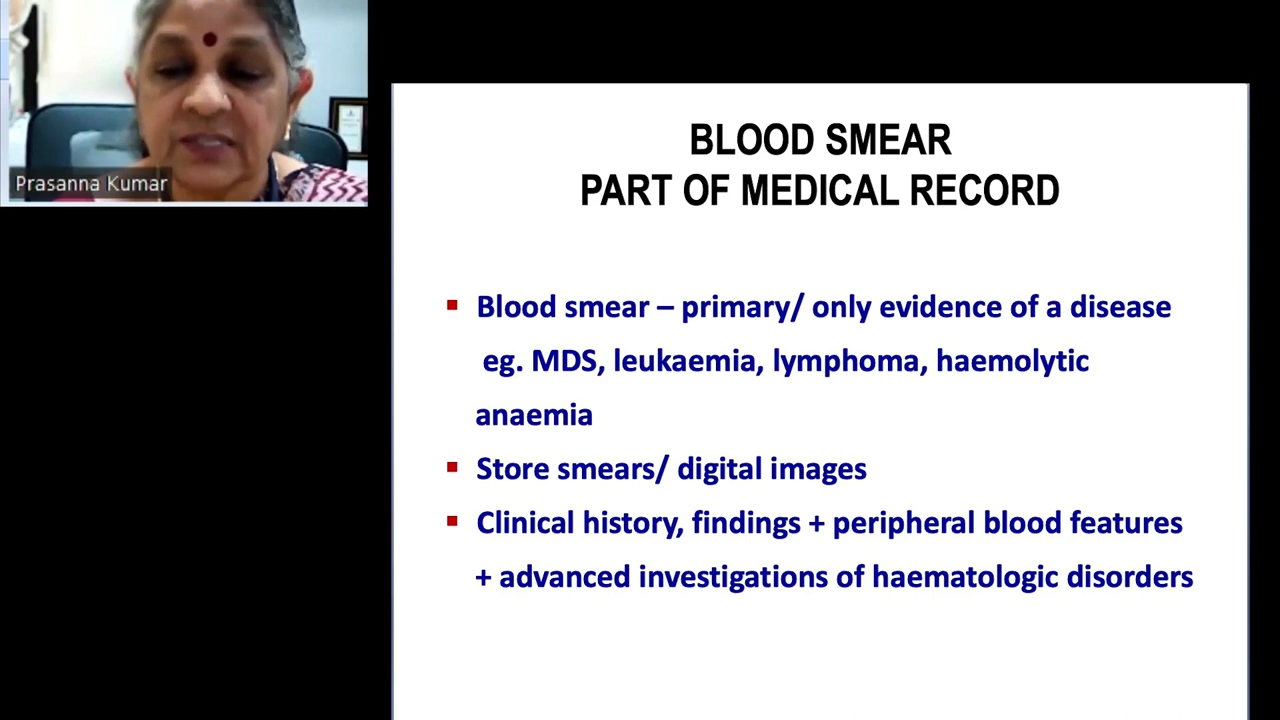 Prasanna Kumar
BLOOD SMEAR
PART OF MEDICAL RECORD
▪ Blood smear – primary/ only evidence of a disease
eg. MDS, leukaemia, lymphoma, haemolytic
anaemia
▪ Store smears/ digital images
▪ Clinical history, findings + peripheral blood features
+ advanced investigations of haematologic disorders